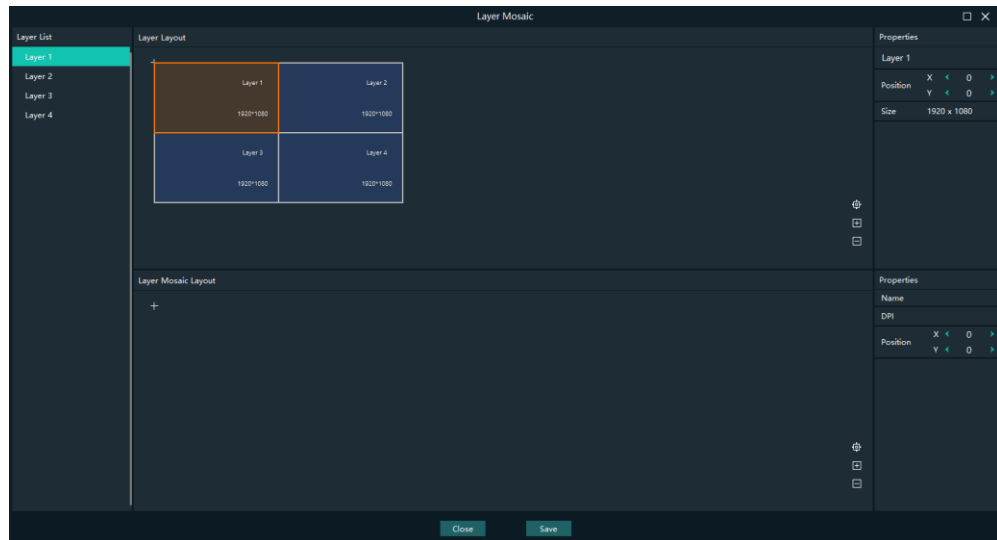 Layer Mosaic
Layer List
Layer 1
Layer 2
Layer 3
Layer 4
Layer Layout
Layer 1
1920*1080
Layer 2
1920*1080
Layer 3
1920*1080
Layer 4
1920*1080
Properties
Layer 1
Position X 0
Y 0
Size 1920 x 1080
Layer Mosaic Layout
Properties
Name
DPI
Position X 0
Y 0
Close Save